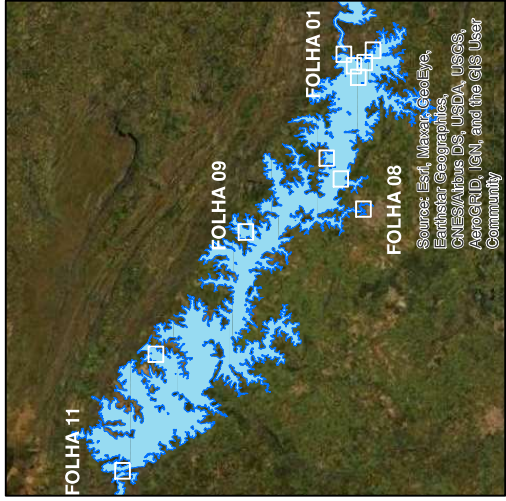 FOLHA 01
FOLHA 08
FOLHA 09
FOLHA 11
Source: Esri, Maxar, GeoEye,
Earthstar Geographics,
CNES/Airbus DS, USDA, USGS,
AeroGRID, IGN, and the GIS User
Community